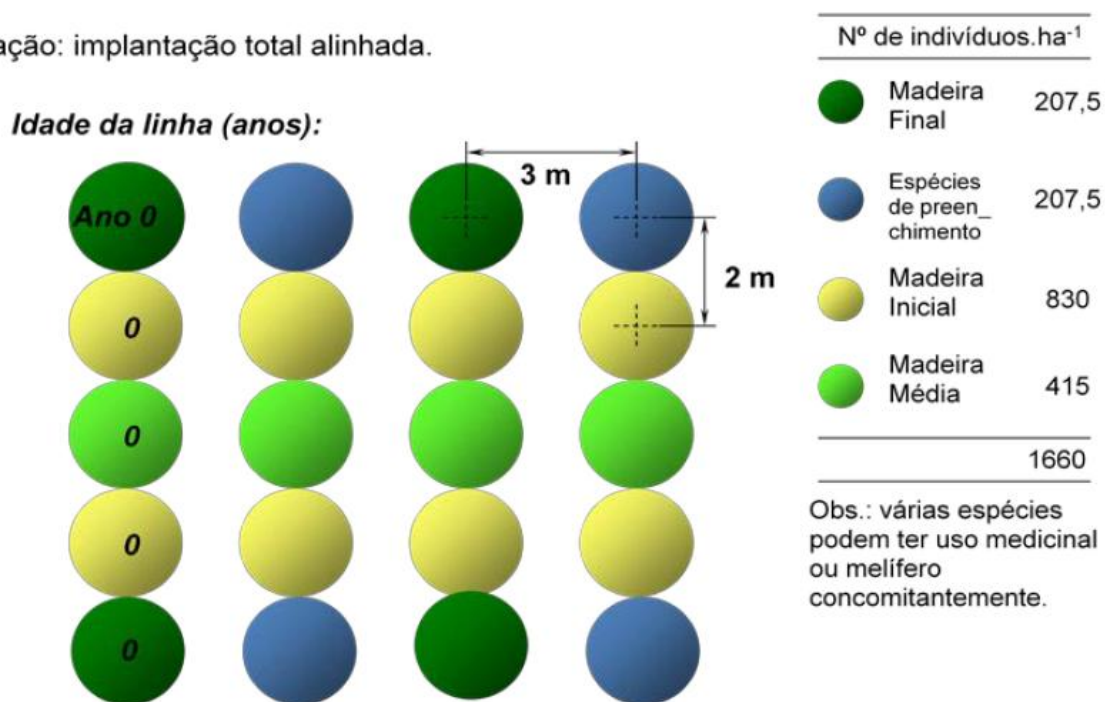 ação: implantação total alinhada.
Idade da linha (anos):
Ano 0
0
0
0
0
3 m
2 m
Nº de indivíduos.ha⁻¹
Madeira
Final
207,5
Espécies
de preen_
chimento
207,5
Madeira
Inicial
830
Madeira
Média
415
1660
Obs.: várias espécies
podem ter uso medicinal
ou melífero
concomitantemente.